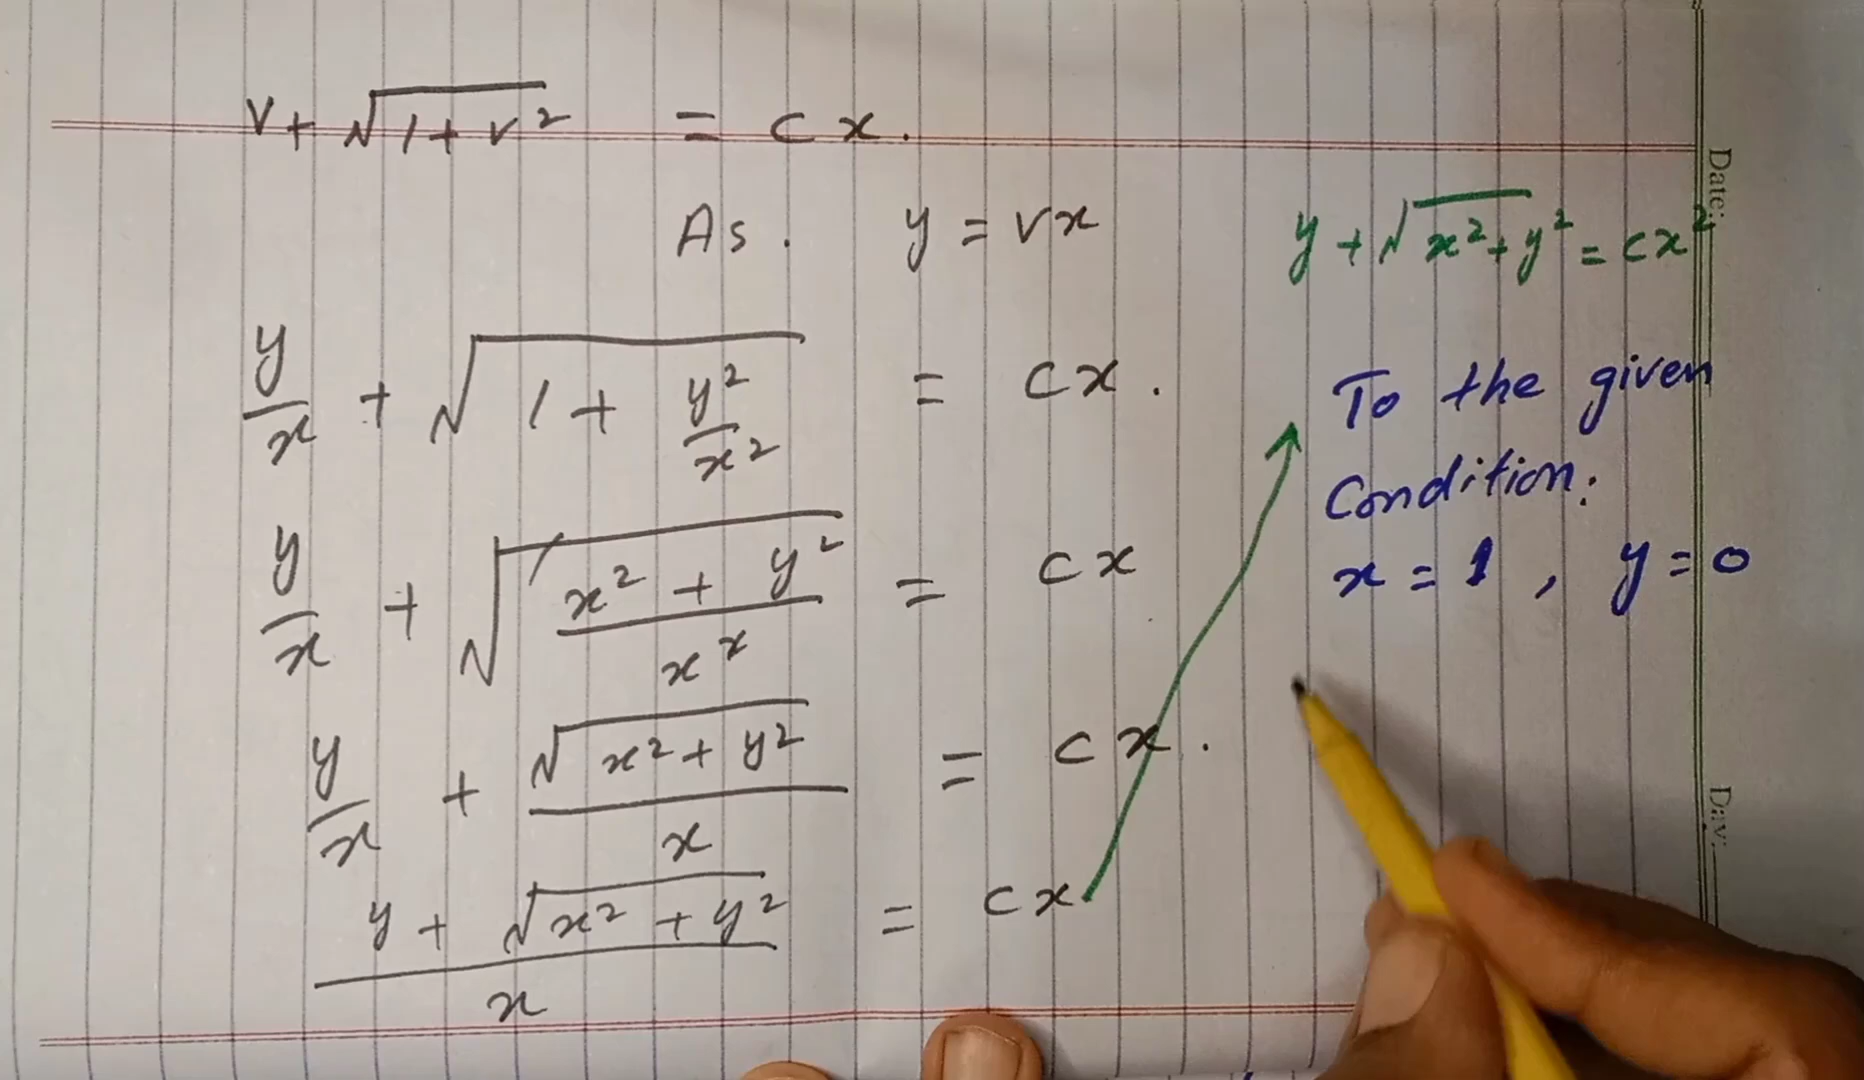 v + √(1 + v²) = cx.
As. y = vx
y/x + √(1 + y²/x²) = cx.
y/x + √((x² + y²)/x²) = cx
y/x + √(x² + y²)/x = cx.
(y + √(x² + y²))/x = cx
y + √(x² + y²) = cx²
To the given
Condition:
x = 1, y = 0
Date:
Day: